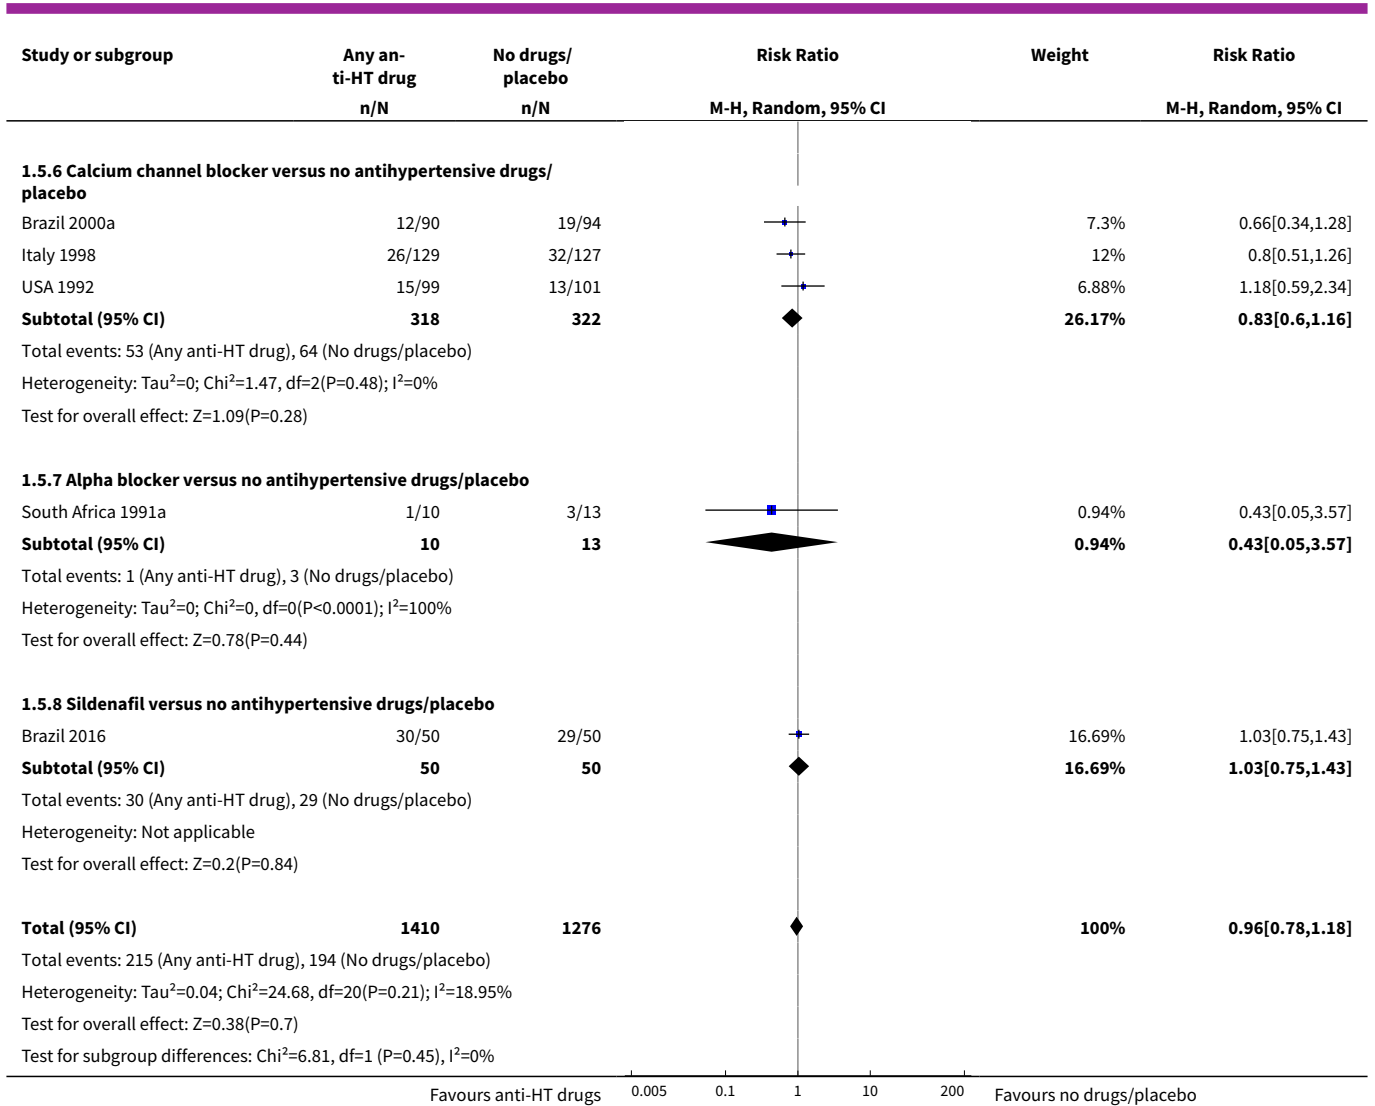 Study or subgroup Any an- No drugs/ Risk Ratio Weight Risk Ratio
ti-HT drug placebo
n/N n/N M-H, Random, 95% CI M-H, Random, 95% CI
1.5.6 Calcium channel blocker versus no antihypertensive drugs/
placebo
Brazil 2000a 12/90 19/94 7.3% 0.66[0.34,1.28]
Italy 1998 26/129 32/127 12% 0.8[0.51,1.26]
USA 1992 15/99 13/101 6.88% 1.18[0.59,2.34]
Subtotal (95% CI) 318 322 26.17% 0.83[0.6,1.16]
Total events: 53 (Any anti-HT drug), 64 (No drugs/placebo)
Heterogeneity: Tau²=0; Chi²=1.47, df=2(P=0.48); I²=0%
Test for overall effect: Z=1.09(P=0.28)
1.5.7 Alpha blocker versus no antihypertensive drugs/placebo
South Africa 1991a 1/10 3/13 0.94% 0.43[0.05,3.57]
Subtotal (95% CI) 10 13 0.94% 0.43[0.05,3.57]
Total events: 1 (Any anti-HT drug), 3 (No drugs/placebo)
Heterogeneity: Tau²=0; Chi²=0, df=0(P<0.0001); I²=100%
Test for overall effect: Z=0.78(P=0.44)
1.5.8 Sildenafil versus no antihypertensive drugs/placebo
Brazil 2016 30/50 29/50 16.69% 1.03[0.75,1.43]
Subtotal (95% CI) 50 50 16.69% 1.03[0.75,1.43]
Total events: 30 (Any anti-HT drug), 29 (No drugs/placebo)
Heterogeneity: Not applicable
Test for overall effect: Z=0.2(P=0.84)
Total (95% CI) 1410 1276 100% 0.96[0.78,1.18]
Total events: 215 (Any anti-HT drug), 194 (No drugs/placebo)
Heterogeneity: Tau²=0.04; Chi²=24.68, df=20(P=0.21); I²=18.95%
Test for overall effect: Z=0.38(P=0.7)
Test for subgroup differences: Chi²=6.81, df=1 (P=0.45), I²=0%
Favours anti-HT drugs 0.005 0.1 1 10 200 Favours no drugs/placebo